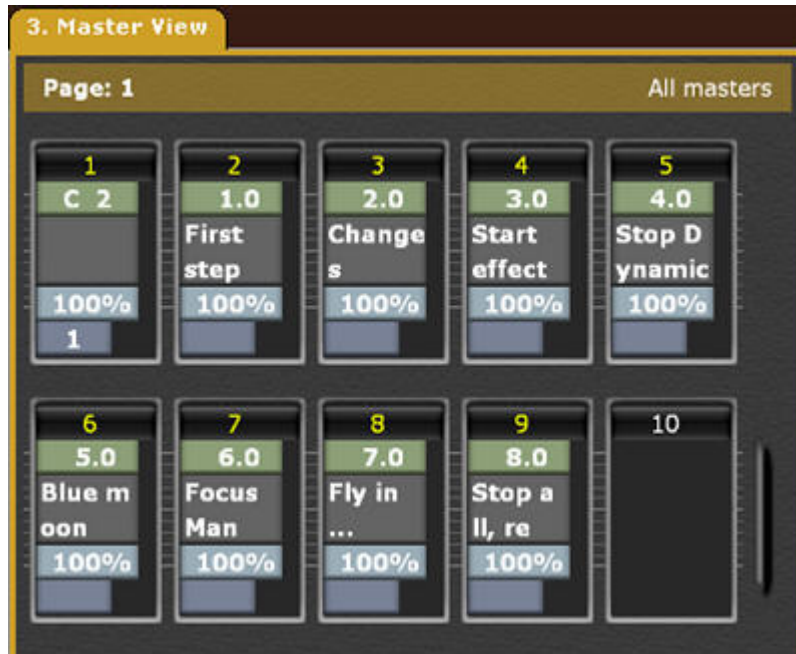 3. Master View
Page: 1 All masters
1 2 3 4 5
C 2 1.0 2.0 3.0 4.0
First Change Start Stop D
step s effect ynamic
100% 100% 100% 100% 100%
1
6 7 8 9 10
5.0 6.0 7.0 8.0
Blue m Focus Fly in Stop a
oon Man ... ll, re
100% 100% 100% 100%